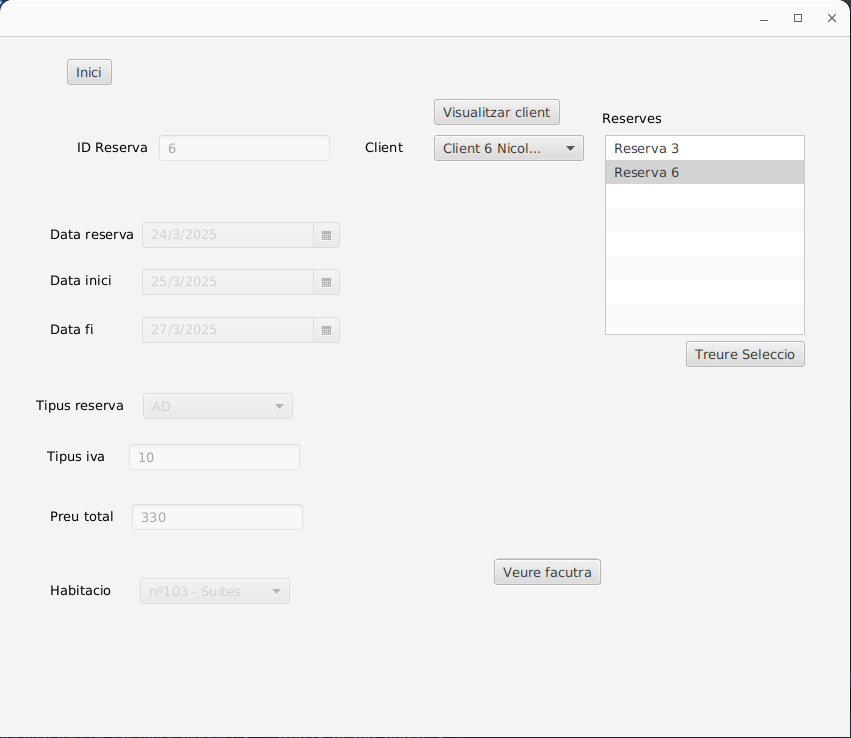 Inici
Visualitzar client
Reserves
ID Reserva 6 Client Client 6 Nicol...
Reserva 3
Reserva 6
Data reserva 24/3/2025
Data inici 25/3/2025
Data fi 27/3/2025
Treure Seleccio
Tipus reserva AD
Tipus iva 10
Preu total 330
Veure facutra
Habitacio nº103 - Suites